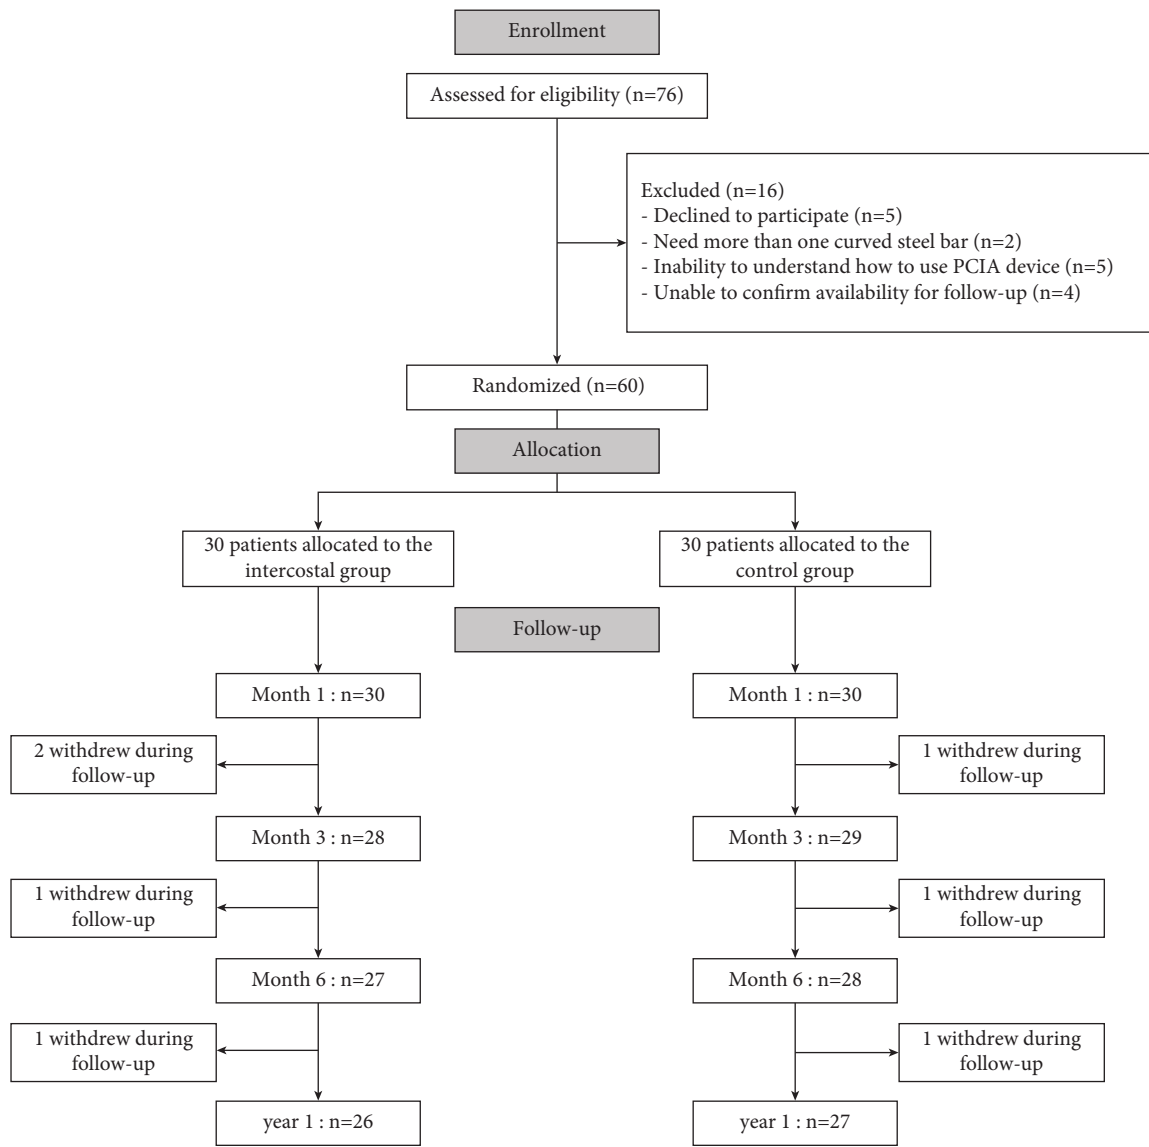 Enrollment
Assessed for eligibility (n=76)
Excluded (n=16)
- Declined to participate (n=5)
- Need more than one curved steel bar (n=2)
- Inability to understand how to use PCIA device (n=5)
- Unable to confirm availability for follow-up (n=4)
Randomized (n=60)
Allocation
30 patients allocated to the
intercostal group
30 patients allocated to the
control group
Follow-up
Month 1 : n=30
Month 1 : n=30
2 withdrew during
follow-up
1 withdrew during
follow-up
Month 3 : n=28
Month 3 : n=29
1 withdrew during
follow-up
1 withdrew during
follow-up
Month 6 : n=27
Month 6 : n=28
1 withdrew during
follow-up
1 withdrew during
follow-up
year 1 : n=26
year 1 : n=27